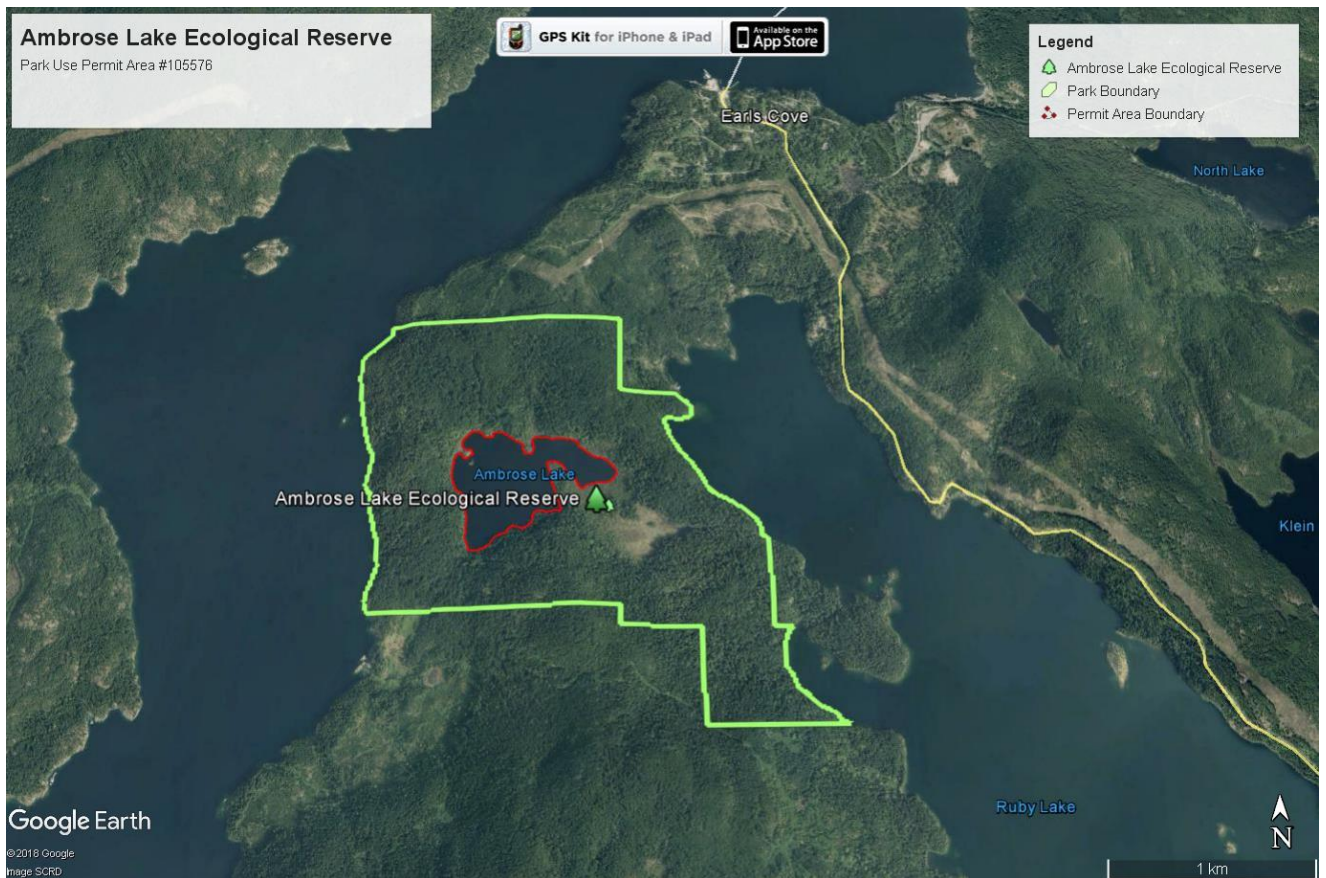 Ambrose Lake Ecological Reserve
Park Use Permit Area #105576
GPS Kit for iPhone & iPad
Available on the
App Store
Legend
Ambrose Lake Ecological Reserve
Park Boundary
Permit Area Boundary
Earls Cove
North Lake
Ambrose Lake
Ambrose Lake Ecological Reserve
Klein
Ruby Lake
Google Earth
©2018 Google
Image SCRD
N
1 km